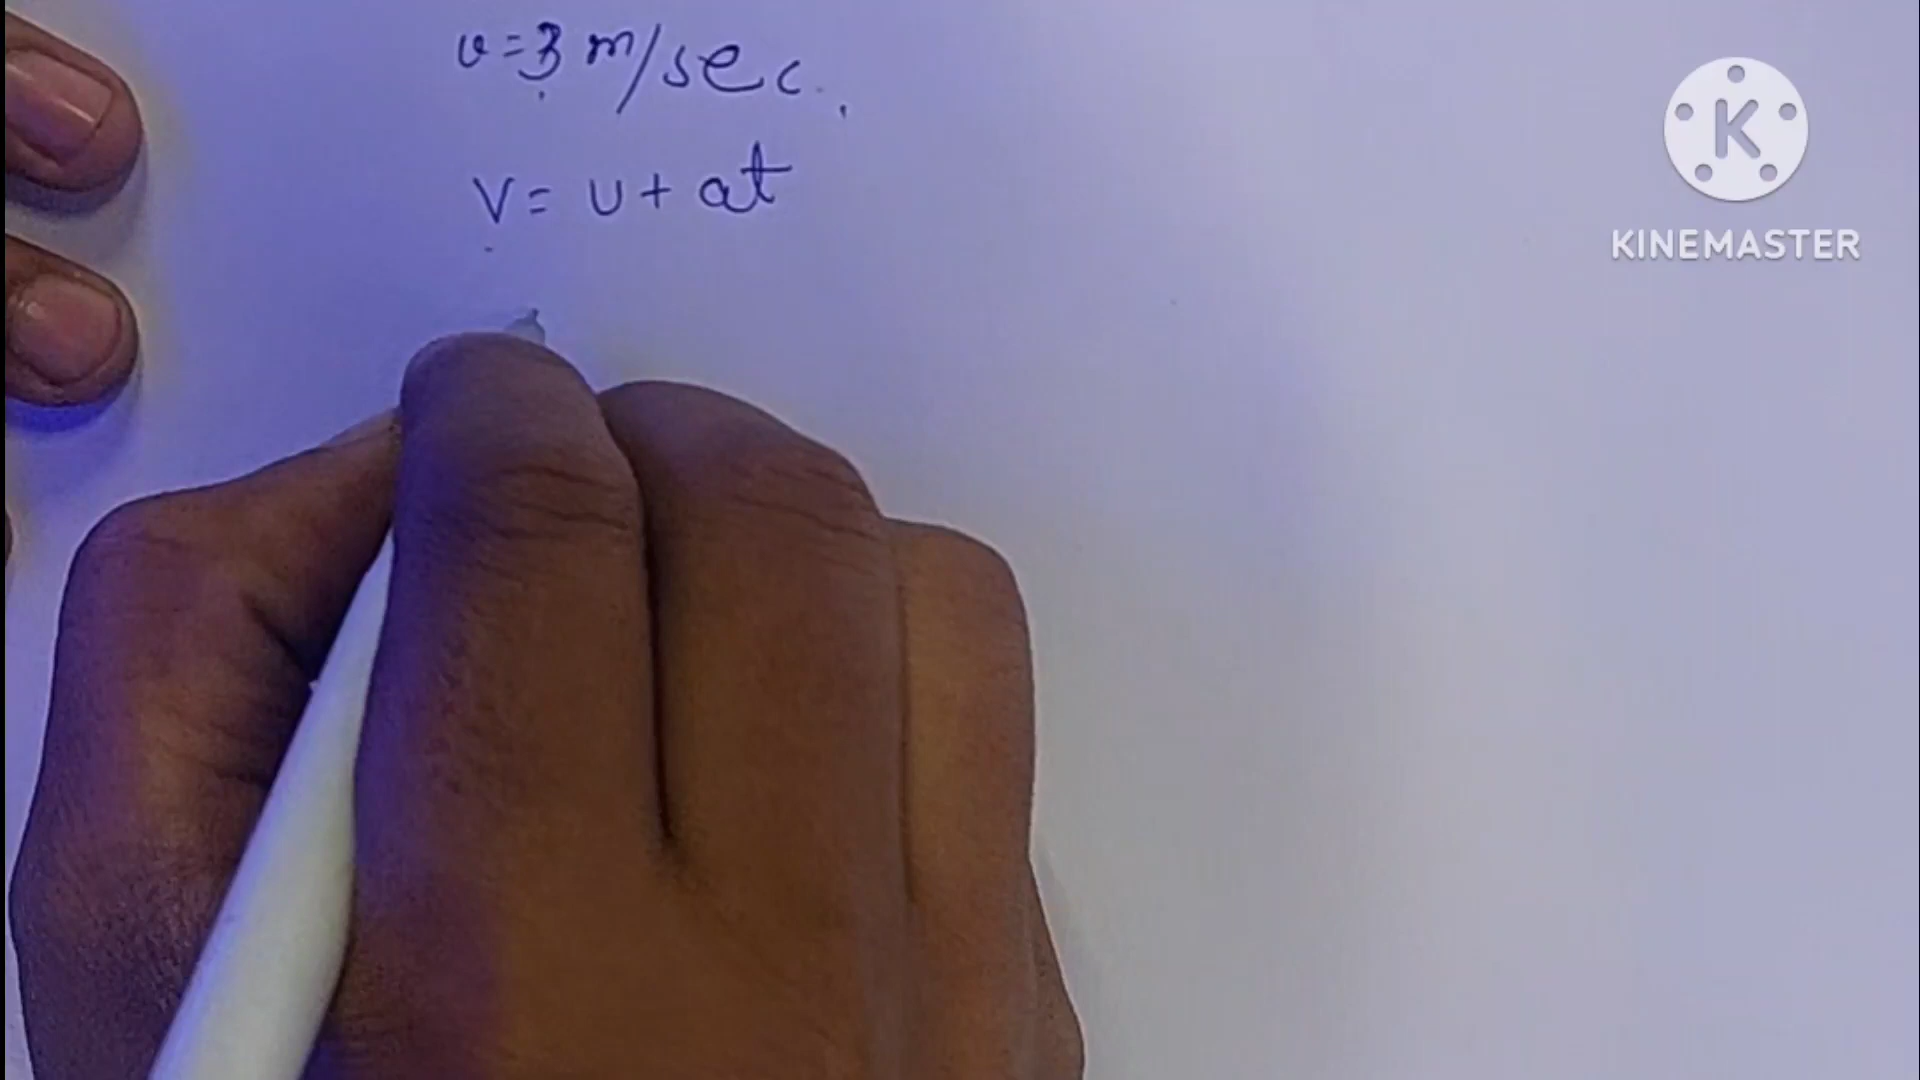 v=3 m/sec.
V= U+ at
KINEMASTER